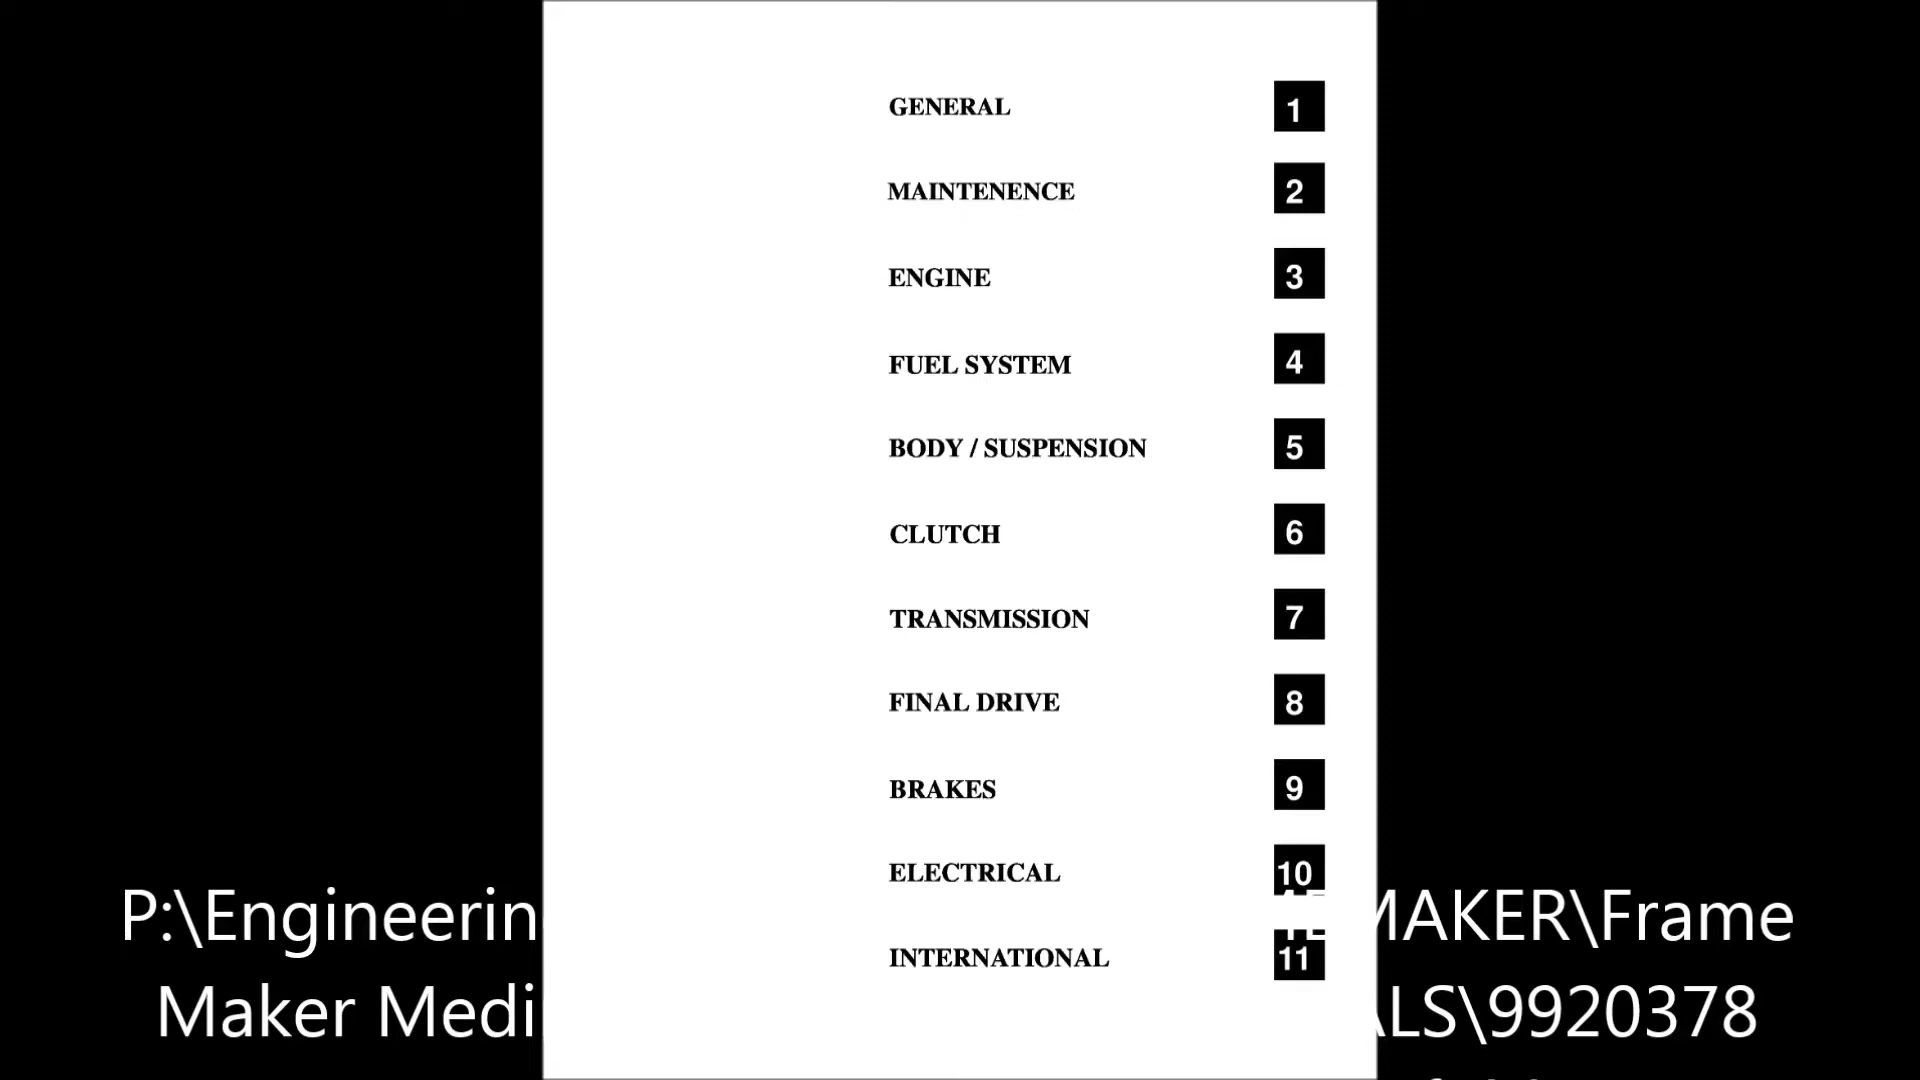 GENERAL 1
MAINTENENCE 2
ENGINE 3
FUEL SYSTEM 4
BODY / SUSPENSION 5
CLUTCH 6
TRANSMISSION 7
FINAL DRIVE 8
BRAKES 9
ELECTRICAL 10
INTERNATIONAL 11
P:\Engineerin MAKER\Frame
Maker Medi ALS\9920378